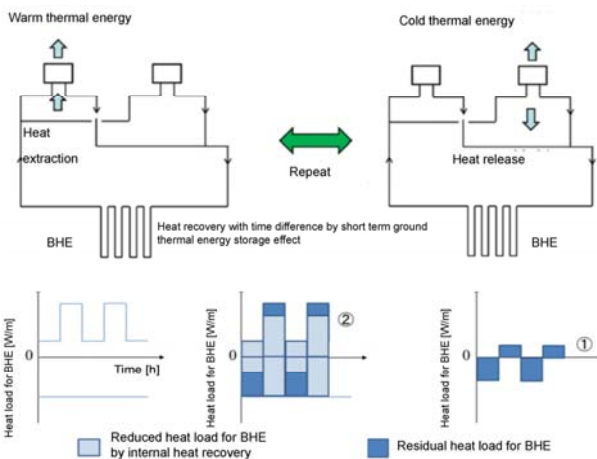 Warm thermal energy
Cold thermal energy
Heat
extraction
Repeat
Heat release
BHE
Heat recovery with time difference by short term ground
thermal energy storage effect
BHE
Heat load for BHE [W/m]
0
Time [h]
Heat load for BHE [W/m]
0
②
Heat load for BHE [W/m]
0
①
Reduced heat load for BHE
by internal heat recovery
Residual heat load for BHE